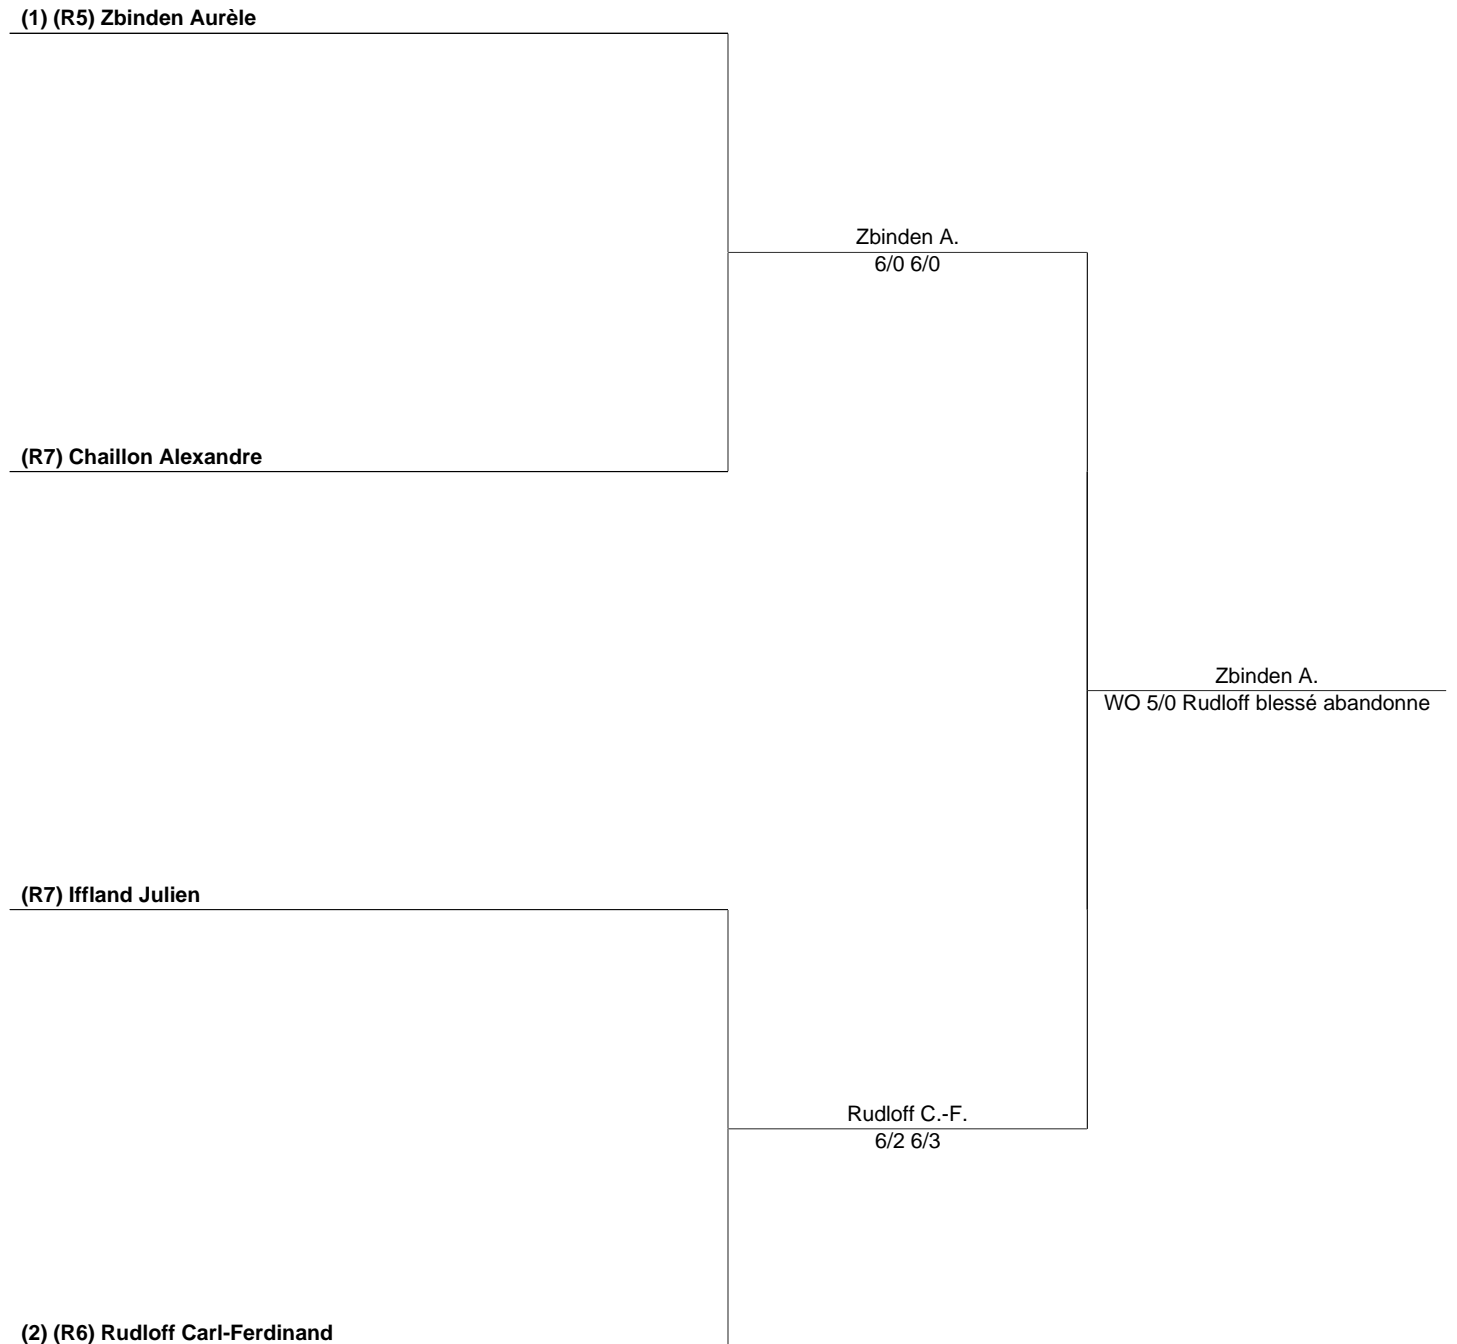 (1) (R5) Zbinden Aurèle
Zbinden A.
6/0 6/0
(R7) Chaillon Alexandre
Zbinden A.
WO 5/0 Rudloff blessé abandonne
(R7) Iffland Julien
Rudloff C.-F.
6/2 6/3
(2) (R6) Rudloff Carl-Ferdinand